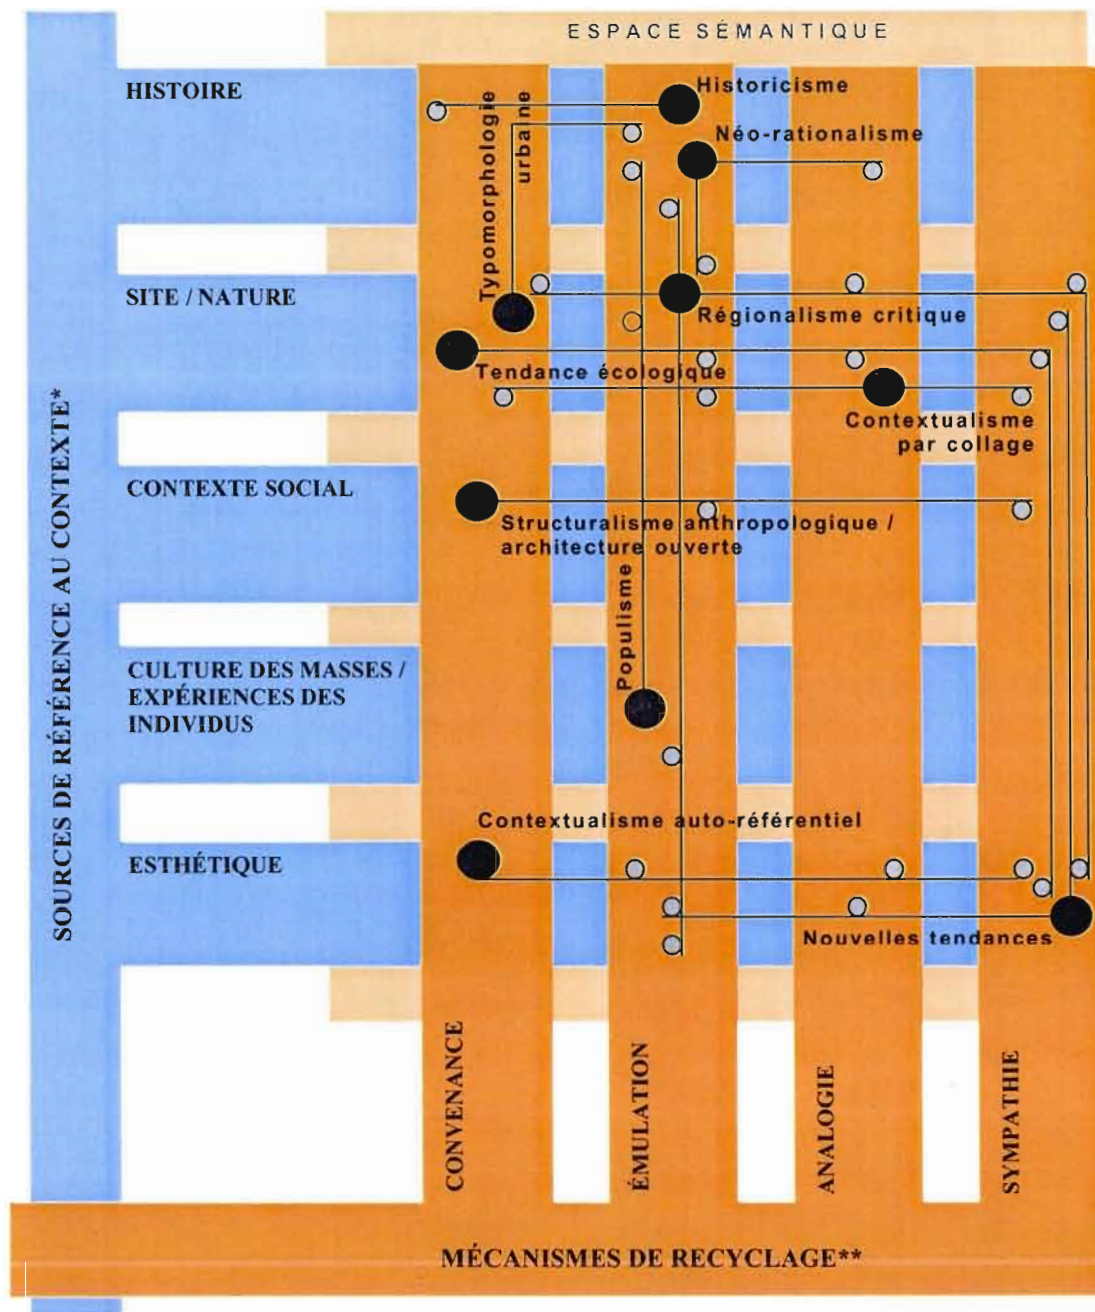 ESPACE SÉMANTIQUE
HISTOIRE
Typomorphologie
urbaine
Historicisme
Néo-rationalisme
SITE / NATURE
Régionalisme critique
Tendance écologique
Contextualisme
par collage
SOURCES DE RÉFÉRENCE AU CONTEXTE*
CONTEXTE SOCIAL
Structuralisme anthropologique /
architecture ouverte
Populisme
CULTURE DES MASSES /
EXPÉRIENCES DES
INDIVIDUS
Contextualisme auto-référentiel
ESTHÉTIQUE
Nouvelles tendances
CONVENANCE
ÉMULATION
ANALOGIE
SYMPATHIE
MÉCANISMES DE RECYCLAGE**